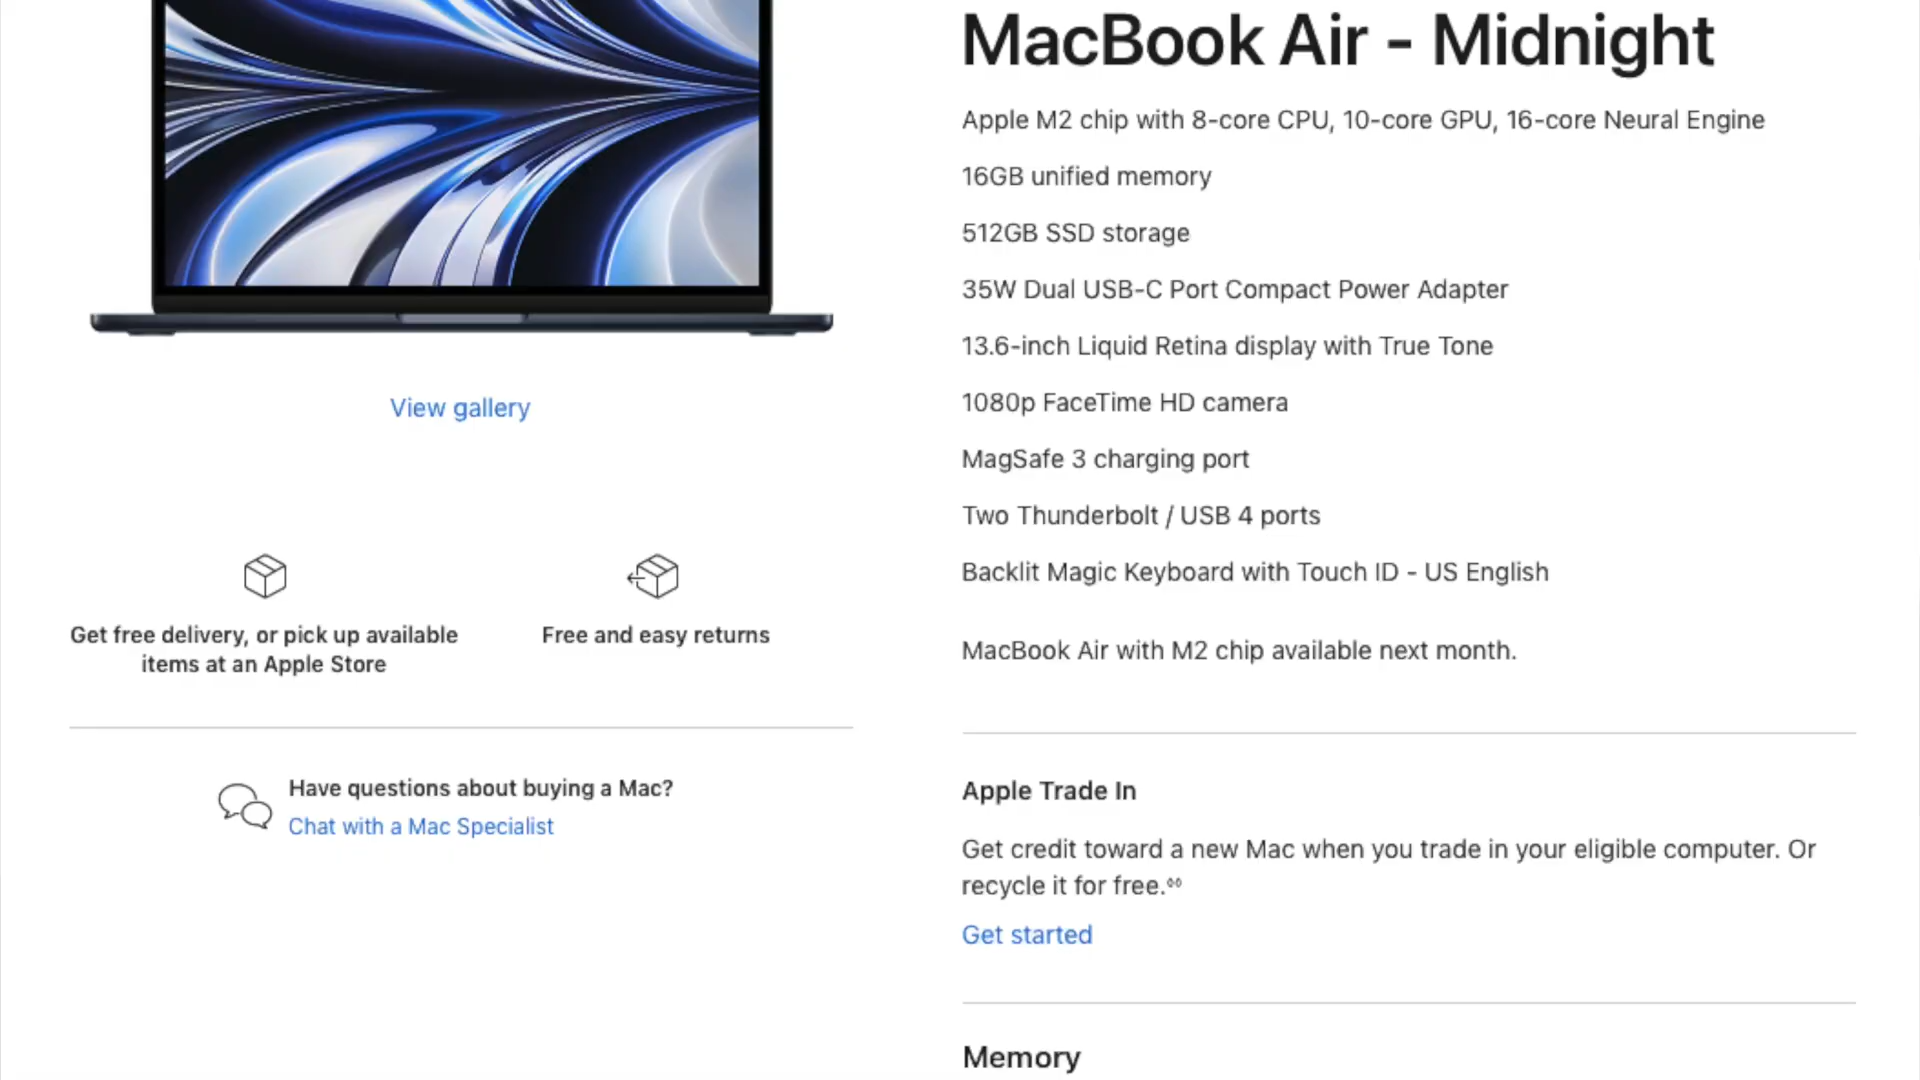 MacBook Air - Midnight
Apple M2 chip with 8-core CPU, 10-core GPU, 16-core Neural Engine
16GB unified memory
512GB SSD storage
35W Dual USB-C Port Compact Power Adapter
13.6-inch Liquid Retina display with True Tone
1080p FaceTime HD camera
MagSafe 3 charging port
Two Thunderbolt / USB 4 ports
Backlit Magic Keyboard with Touch ID - US English
MacBook Air with M2 chip available next month.
View gallery
Get free delivery, or pick up available
items at an Apple Store
Free and easy returns
Have questions about buying a Mac?
Chat with a Mac Specialist
Apple Trade In
Get credit toward a new Mac when you trade in your eligible computer. Or
recycle it for free.◊◊
Get started
Memory